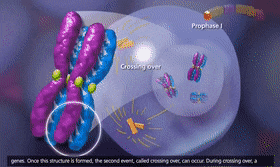 Prophase I
Crossing over
genes. Once this structure is formed, the second event, called crossing over, can occur. During crossing over, a